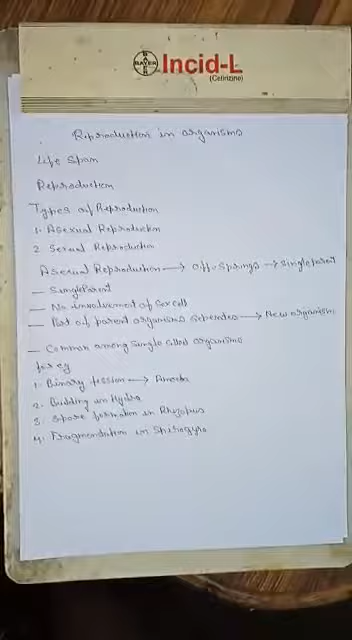 BAYER
Incid-L
(Cetirizine)
Reproduction in organisms
Life Span
Reproduction
Types of Reproduction
1. Asexual Reproduction
2. Sexual Reproduction
Asexual Reproduction → Off-Springs → Single parent
— Single Parent
— No involvement of Sex cell
— Part of parent organisms seperates → New organism
— Common among Single celled organisms
for eg
1. Binary fission → Amoeba
2. Budding in Hydra
3. Spore formation in Rhizopus
4. Fragmentation in Spirogyra